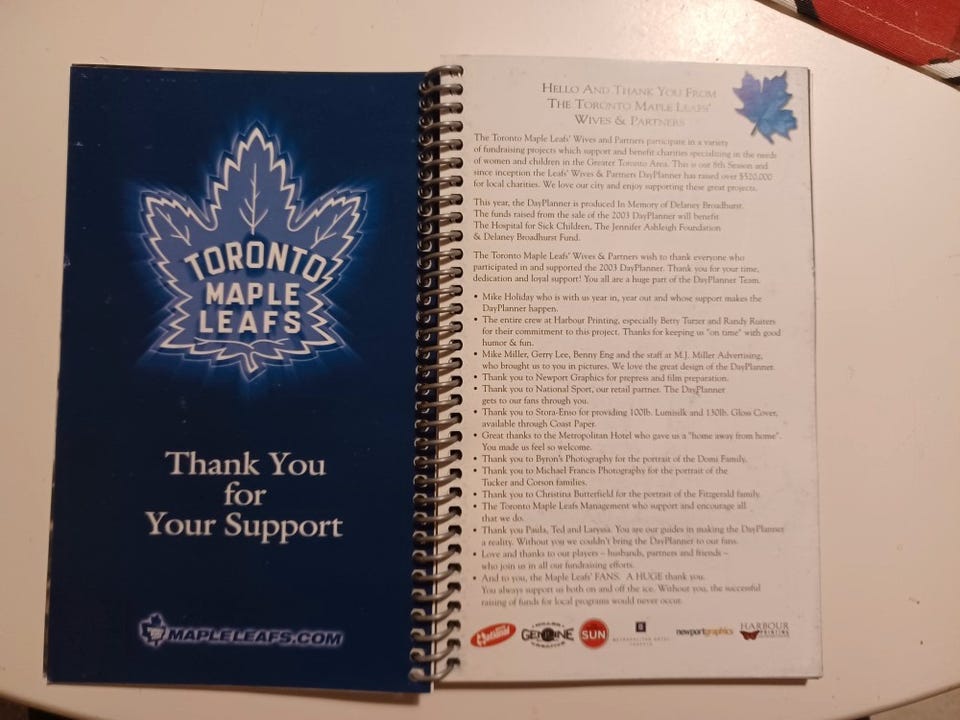 TORONTO
MAPLE
LEAFS
Thank You
for
Your Support
MAPLELEAFS.COM
HELLO AND THANK YOU FROM
THE TORONTO MAPLE LEAFS'
WIVES & PARTNERS
The Toronto Maple Leafs' Wives and Partners participate in a variety
of fundraising projects which support and benefit charities specializing in the needs
of women and children in the Greater Toronto Area. This is our 8th Season and
since inception the Leafs' Wives & Partners DayPlanner has raised over $520,000
for local charities. We love our city and enjoy supporting these great projects.
This year, the DayPlanner is produced In Memory of Delaney Broadhurst.
The funds raised from the sale of the 2003 DayPlanner will benefit
The Hospital for Sick Children, The Jennifer Ashleigh Foundation
& Delaney Broadhurst Fund.
The Toronto Maple Leafs' Wives & Partners wish to thank everyone who
participated in and supported the 2003 DayPlanner. Thank you for your time,
dedication and loyal support! You all are a huge part of the DayPlanner Team.
• Mike Holiday who is with us year in, year out and whose support makes the
DayPlanner happen.
• The entire crew at Harbour Printing, especially Betty Turzer and Randy Ruiters
for their commitment to this project. Thanks for keeping us "on time" with good
humor & fun.
• Mike Miller, Gerry Lee, Benny Eng and the staff at M.J. Miller Advertising,
who brought us to you in pictures. We love the great design of the DayPlanner.
• Thank you to Newport Graphics for prepress and film preparation.
• Thank you to National Sport, our retail partner. The DayPlanner
gets to our fans through you.
• Thank you to Stora-Enso for providing 100lb. Lumisilk and 130lb. Gloss Cover,
available through Coast Paper.
• Great thanks to the Metropolitan Hotel who gave us a "home away from home".
You made us feel so welcome.
• Thank you to Byron's Photography for the portrait of the Domi Family.
• Thank you to Michael Francis Photography for the portrait of the
Tucker and Corson families.
• Thank you to Christina Butterfield for the portrait of the Fitzgerald family.
• The Toronto Maple Leafs Management who support and encourage all
that we do.
• Thank you Paula, Ted and Laryssa. You are our guides in making the DayPlanner
a reality. Without you we couldn't bring the DayPlanner to our fans.
• Love and thanks to our players – husbands, partners and friends –
who join us in all our fundraising efforts.
• And to you, the Maple Leafs' FANS. A HUGE thank you.
You always support us both on and off the ice. Without you, the successful
raising of funds for local programs would never occur.
National
GENUINE
SUN
METROPOLITAN HOTEL
TORONTO
newportgraphics
HARBOUR
PRINTING